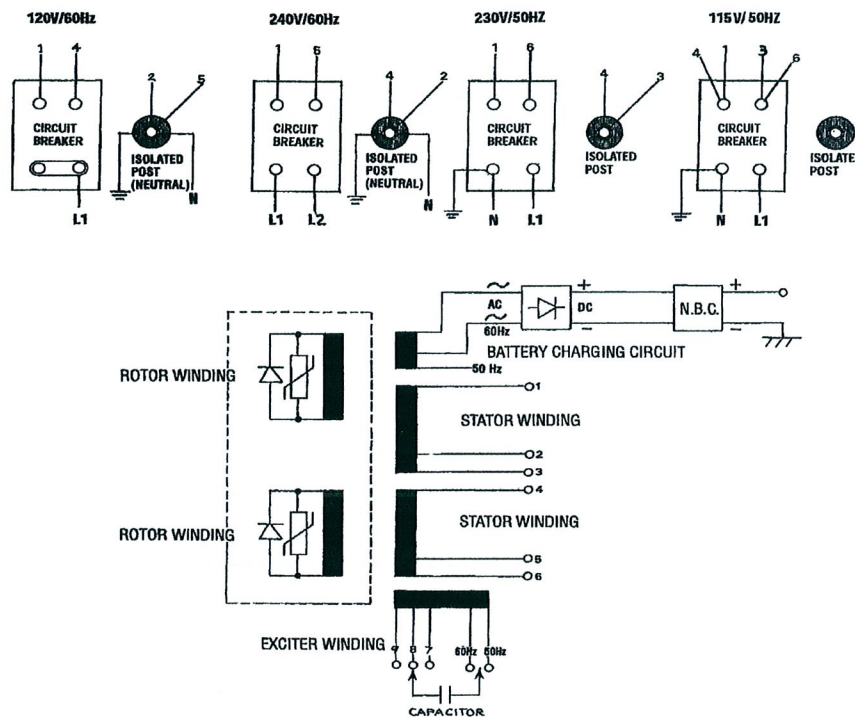 120V/60Hz
240V/60Hz
230V/50HZ
115V/50HZ
1 4
2 5
CIRCUIT
BREAKER
ISOLATED
POST
(NEUTRAL)
N
L1
1 5
4 2
CIRCUIT
BREAKER
ISOLATED
POST
(NEUTRAL)
N
L1 L2
1 6
4 3
CIRCUIT
BREAKER
ISOLATED
POST
N L1
4 1 3 6
CIRCUIT
BREAKER
ISOLATE
POST
N L1
AC
60Hz
50 Hz
+ DC −
N.B.C.
+ −
BATTERY CHARGING CIRCUIT
ROTOR WINDING
1
STATOR WINDING
2
3
4
ROTOR WINDING
STATOR WINDING
5
6
EXCITER WINDING
9 8 7 60Hz 50Hz
CAPACITOR